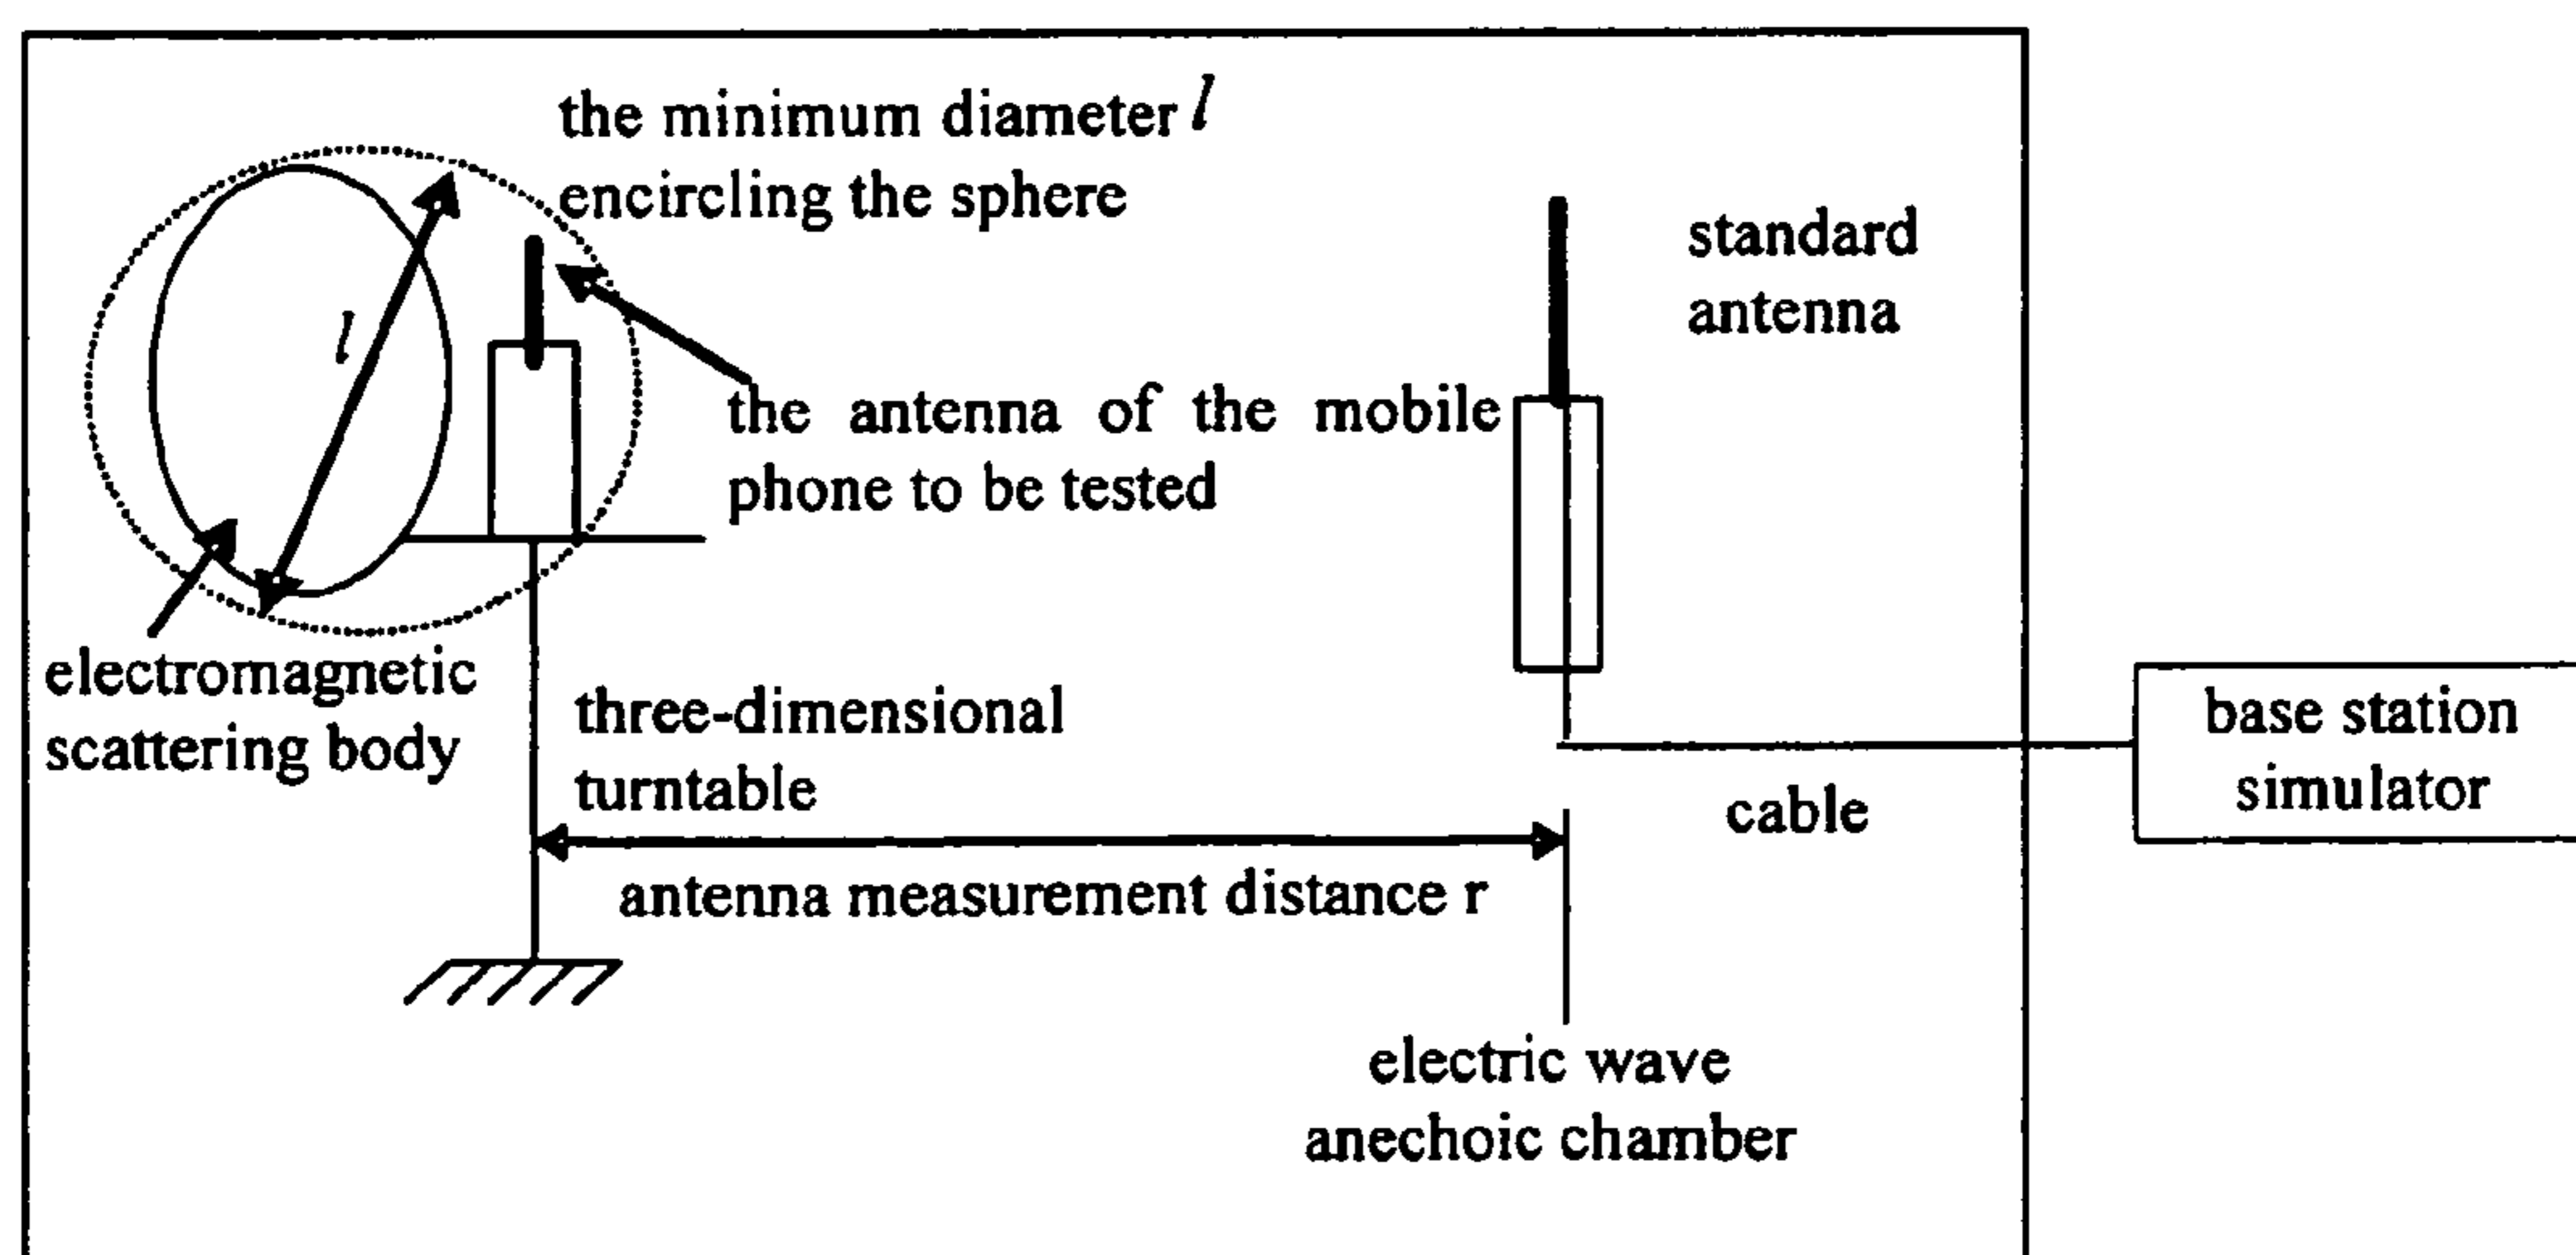 the minimum diameter l
encircling the sphere
standard
antenna
l
the antenna of the mobile
phone to be tested
electromagnetic
scattering body
three-dimensional
turntable
base station
simulator
cable
antenna measurement distance r
electric wave
anechoic chamber